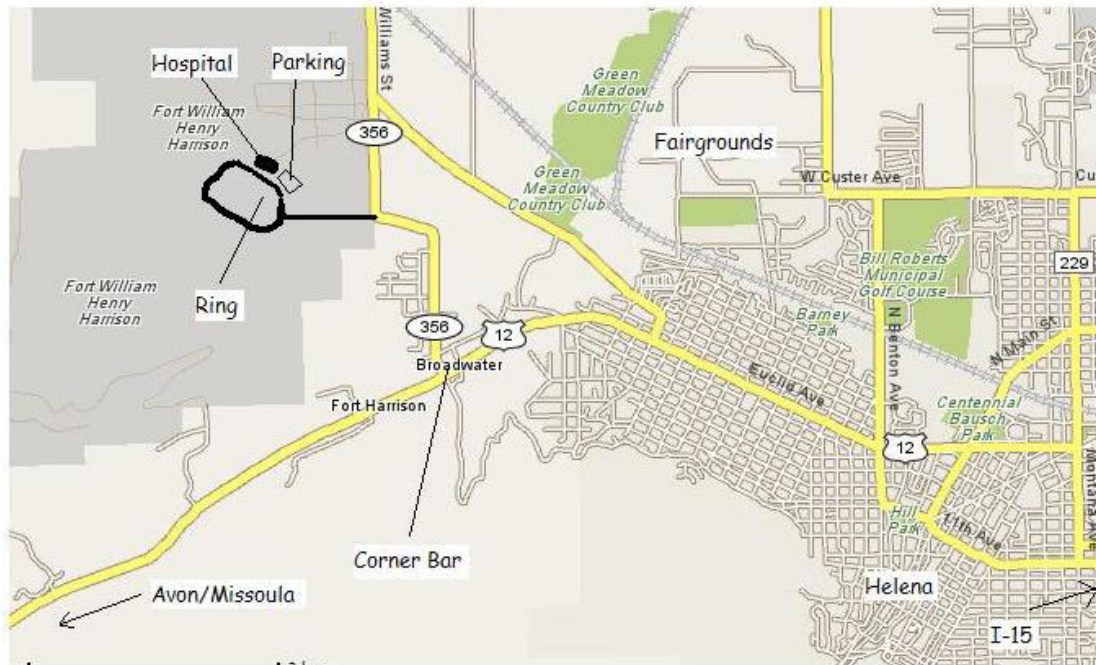 Williams St
Hospital
Parking
Fort William
Henry
Harrison
356
Green
Meadow
Country Club
Fairgrounds
W Custer Ave
Cu
Green
Meadow
Country Club
Bill Roberts
Municipal
Golf Course
229
Fort William
Henry
Harrison
Ring
356
12
Barney
Park
N Benton Ave
N Main St
Broadwater
Euclid Ave
Fort Harrison
Centennial
Bausch
Park
12
Montana Ave
Hill
Park
11th Ave
Corner Bar
Avon/Missoula
Helena
I-15